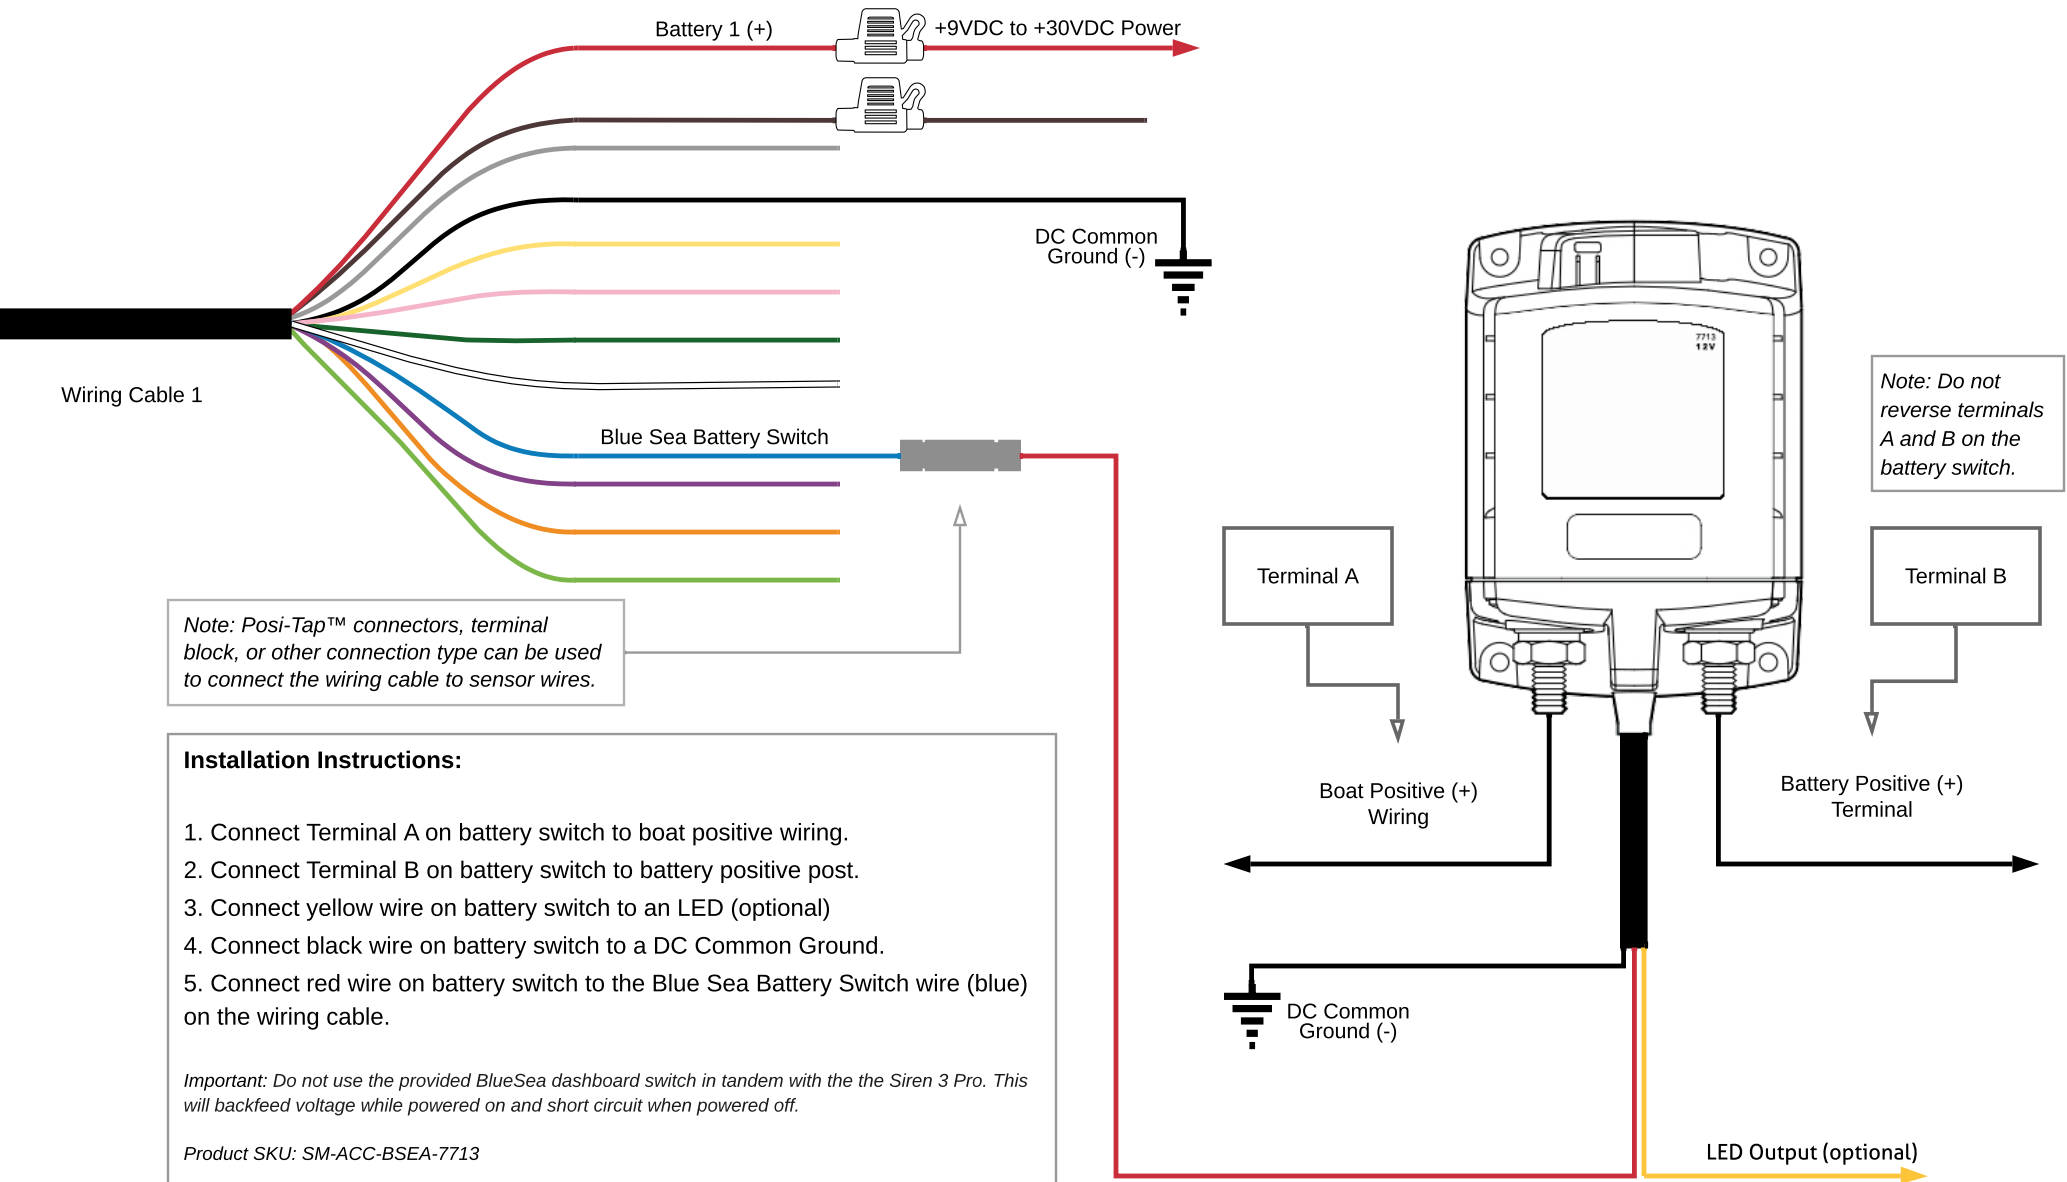 Battery 1 (+)
+9VDC to +30VDC Power
DC Common
Ground (-)
Wiring Cable 1
Blue Sea Battery Switch
7713
12V
Note: Do not
reverse terminals
A and B on the
battery switch.
Terminal A
Terminal B
Note: Posi-Tap™ connectors, terminal
block, or other connection type can be used
to connect the wiring cable to sensor wires.
Boat Positive (+)
Wiring
Battery Positive (+)
Terminal
Installation Instructions:
1. Connect Terminal A on battery switch to boat positive wiring.
2. Connect Terminal B on battery switch to battery positive post.
3. Connect yellow wire on battery switch to an LED (optional)
4. Connect black wire on battery switch to a DC Common Ground.
5. Connect red wire on battery switch to the Blue Sea Battery Switch wire (blue)
on the wiring cable.
Important: Do not use the provided BlueSea dashboard switch in tandem with the the Siren 3 Pro. This
will backfeed voltage while powered on and short circuit when powered off.
Product SKU: SM-ACC-BSEA-7713
DC Common
Ground (-)
LED Output (optional)